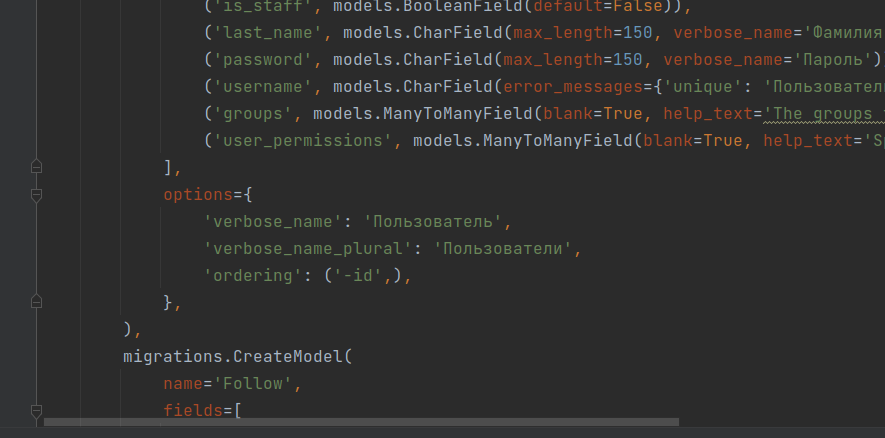 ('is_staff', models.BooleanField(default=False)),
('last_name', models.CharField(max_length=150, verbose_name='Фамилия
('password', models.CharField(max_length=150, verbose_name='Пароль')
('username', models.CharField(error_messages={'unique': 'Пользовател
('groups', models.ManyToManyField(blank=True, help_text='The groups
('user_permissions', models.ManyToManyField(blank=True, help_text='S
],
options={
'verbose_name': 'Пользователь',
'verbose_name_plural': 'Пользователи',
'ordering': ('-id',),
},
),
migrations.CreateModel(
name='Follow',
fields=[